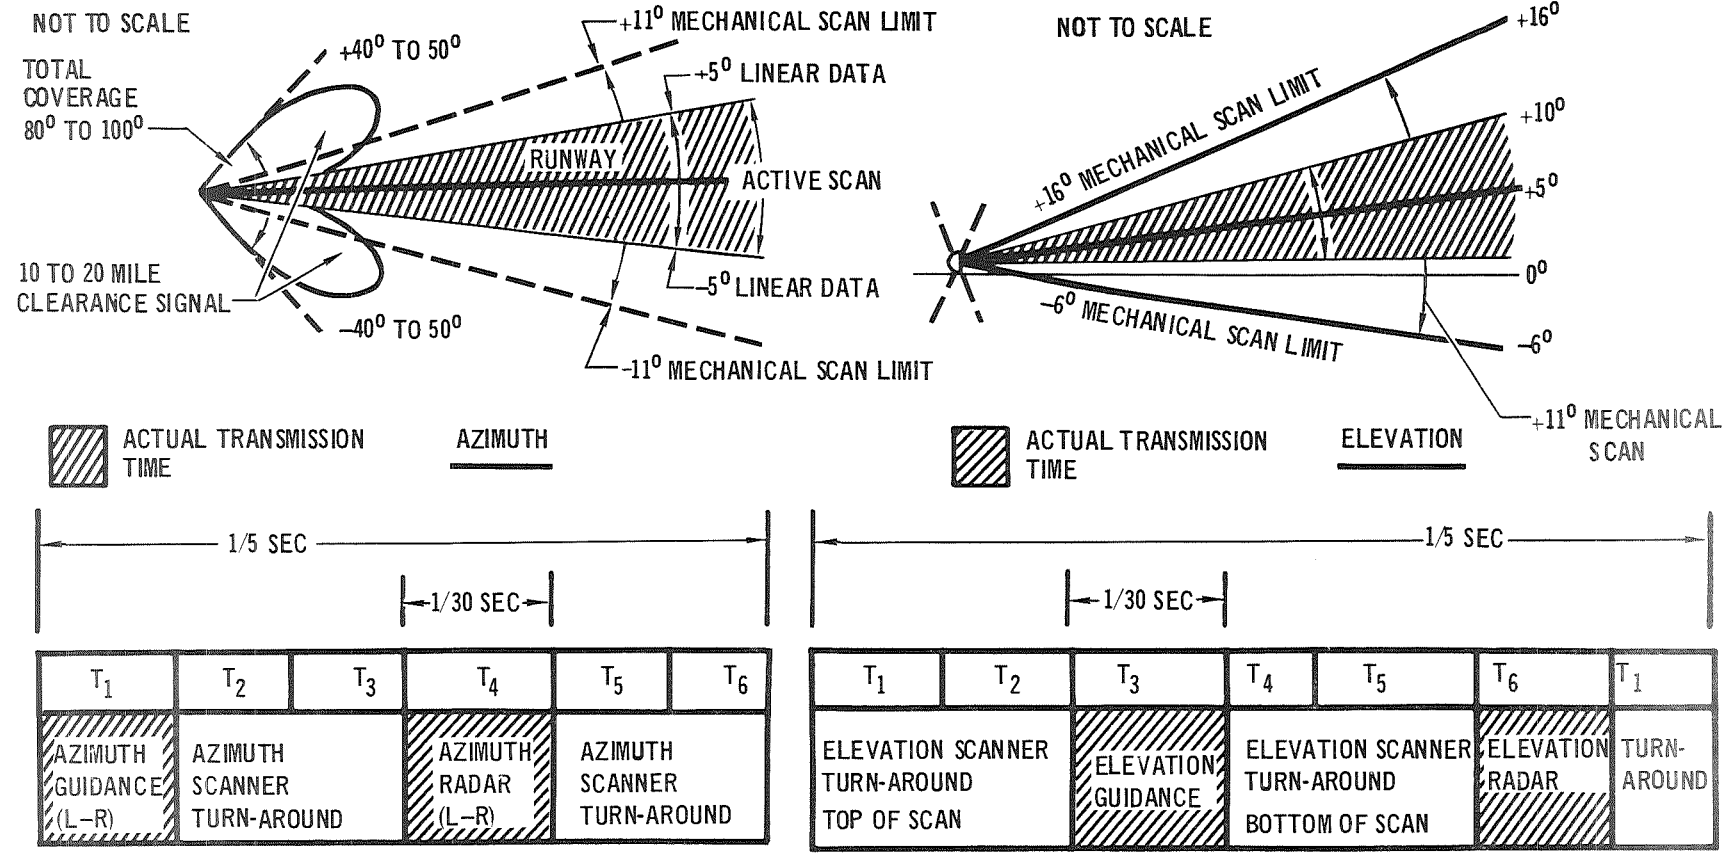 NOT TO SCALE
+40° TO 50°
TOTAL
COVERAGE
80° TO 100°
+11° MECHANICAL SCAN LIMIT
+5° LINEAR DATA
RUNWAY
ACTIVE SCAN
10 TO 20 MILE
CLEARANCE SIGNAL
-5° LINEAR DATA
-40° TO 50°
-11° MECHANICAL SCAN LIMIT
ACTUAL TRANSMISSION
TIME
AZIMUTH
NOT TO SCALE
+16°
+16° MECHANICAL SCAN LIMIT
+10°
+5°
0°
-6° MECHANICAL SCAN LIMIT
-6°
+11° MECHANICAL
SCAN
ACTUAL TRANSMISSION
TIME
ELEVATION
1/5 SEC
1/30 SEC
T1 T2 T3 T4 T5 T6
AZIMUTH
GUIDANCE
(L-R)
AZIMUTH
SCANNER
TURN-AROUND
AZIMUTH
RADAR
(L-R)
AZIMUTH
SCANNER
TURN-AROUND
1/5 SEC
1/30 SEC
T1 T2 T3 T4 T5 T6 T1
ELEVATION SCANNER
TURN-AROUND
TOP OF SCAN
ELEVATION
GUIDANCE
ELEVATION SCANNER
TURN-AROUND
BOTTOM OF SCAN
ELEVATION
RADAR
TURN-
AROUND